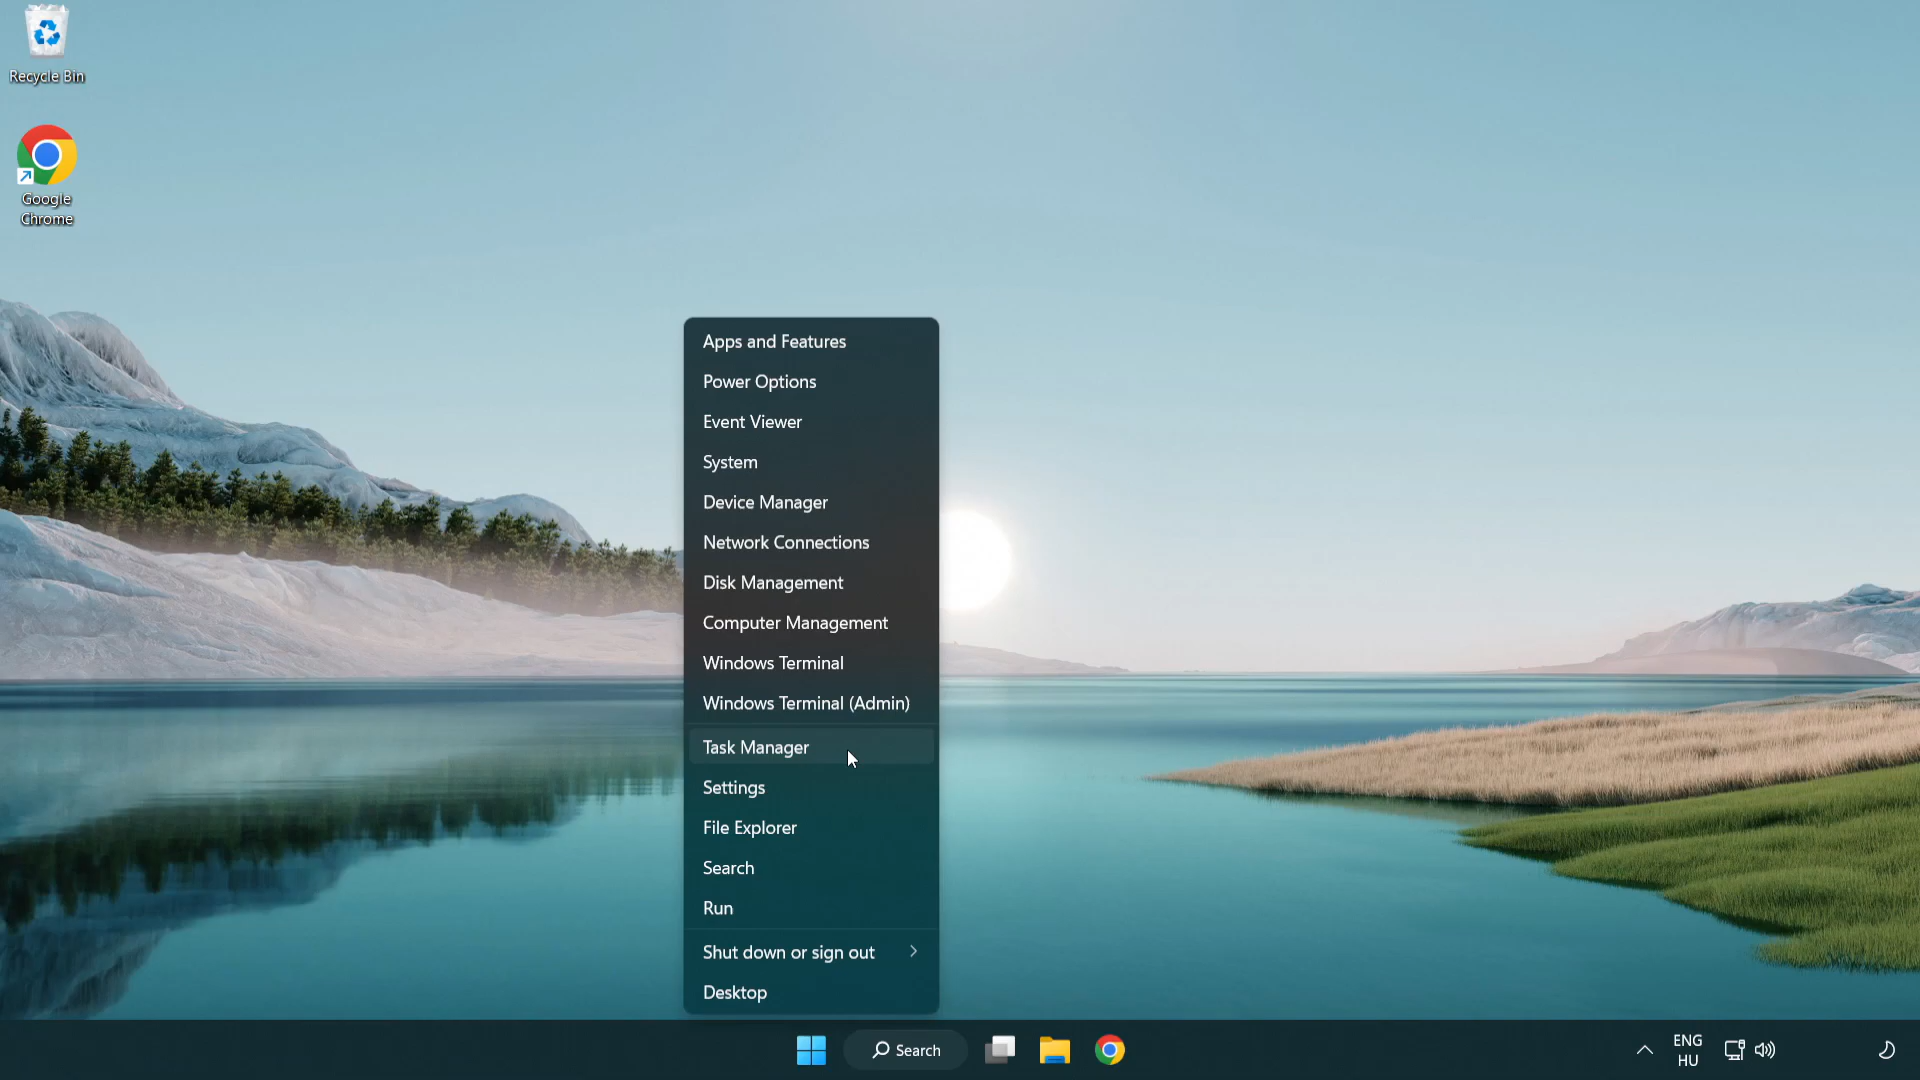 Recycle Bin
Google
Chrome
Apps and Features
Power Options
Event Viewer
System
Device Manager
Network Connections
Disk Management
Computer Management
Windows Terminal
Windows Terminal (Admin)
Task Manager
Settings
File Explorer
Search
Run
Shut down or sign out
Desktop
Search
ENG
HU